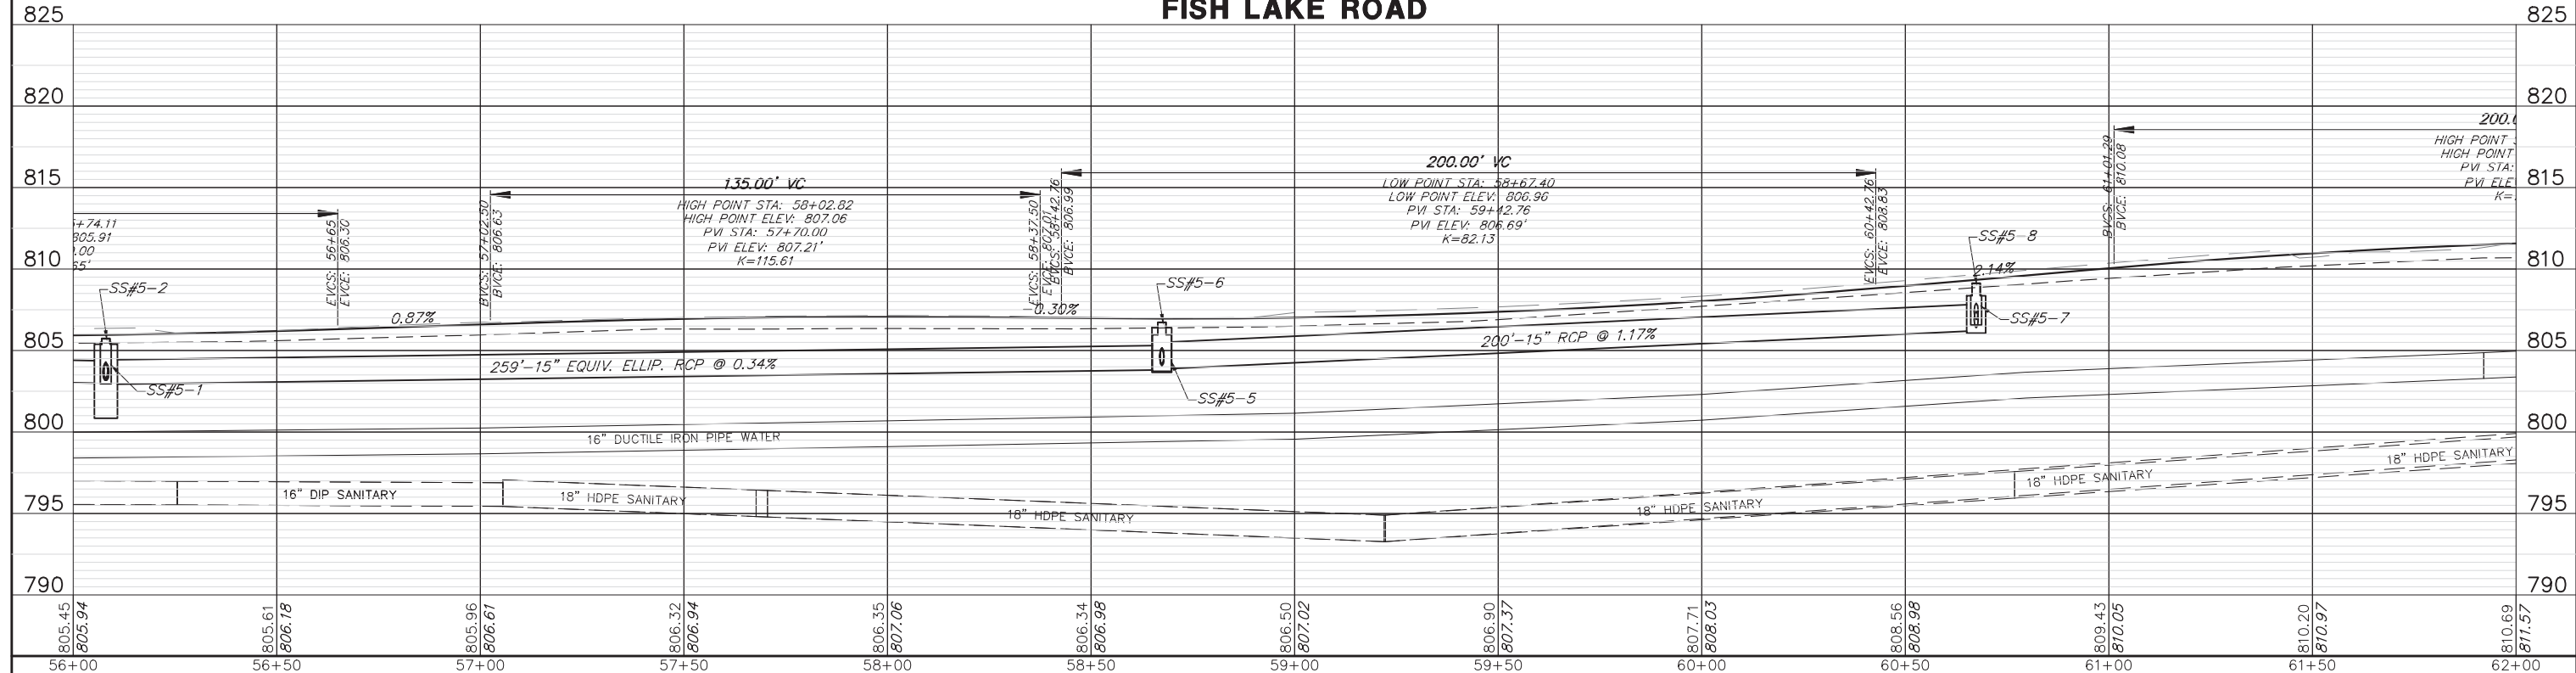 FISH LAKE ROAD
825
825
820
820
815
815
810
810
805
805
800
800
795
795
790
790
+74.11
805.91
.00
EVCS: 56+65
EVCE: 806.30
SS#5-2
SS#5-1
0.87%
BVCS: 57+02.50
BVCE: 806.63
135.00' VC
HIGH POINT STA: 58+02.82
HIGH POINT ELEV: 807.06
PVI STA: 57+70.00
PVI ELEV: 807.21'
K=115.61
EVCS: 58+37.50
EVCE: 807.01
BVCS: 58+42.76
BVCE: 806.99
-0.30%
200.00' VC
LOW POINT STA: 58+67.40
LOW POINT ELEV: 806.96
PVI STA: 59+42.76
PVI ELEV: 806.69'
K=82.13
SS#5-6
SS#5-5
EVCS: 60+42.76
EVCE: 808.83
SS#5-8
2.14%
SS#5-7
BVCS: 61+01.29
BVCE: 810.08
200.
HIGH POINT
HIGH POINT
PVI STA:
PVI ELE
K=
259'-15" EQUIV. ELLIP. RCP @ 0.34%
200'-15" RCP @ 1.17%
16" DUCTILE IRON PIPE WATER
16" DIP SANITARY
18" HDPE SANITARY
18" HDPE SANITARY
18" HDPE SANITARY
18" HDPE SANITARY
18" HDPE SANITARY
805.45
805.94
805.61
806.18
805.96
806.61
806.32
806.94
806.35
807.06
806.34
806.98
806.50
807.02
806.90
807.37
807.71
808.03
808.56
808.98
809.43
810.05
810.20
810.97
810.69
811.57
56+00
56+50
57+00
57+50
58+00
58+50
59+00
59+50
60+00
60+50
61+00
61+50
62+00